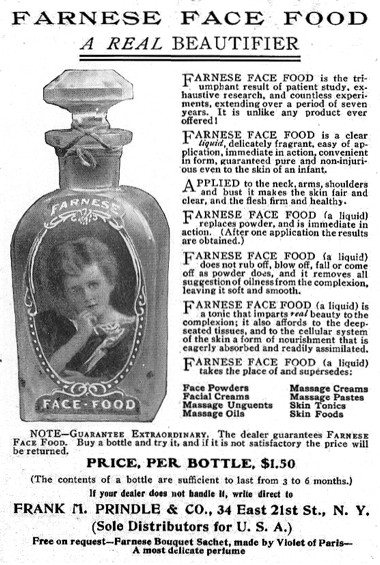 FARNESE FACE FOOD
A REAL BEAUTIFIER
FARNESE FACE FOOD is the tri-
umphant result of patient study, ex-
haustive research, and countless experi-
ments, extending over a period of seven
years. It is unlike any product ever
offered!
FARNESE FACE FOOD is a clear
liquid, delicately fragrant, easy of ap-
plication, immediate in action, convenient
in form, guaranteed pure and non-injuri-
ous even to the skin of an infant.
APPLIED to the neck, arms, shoulders
and bust it makes the skin fair and
clear, and the flesh firm and healthy.
FARNESE FACE FOOD (a liquid)
replaces powder, and is immediate in
action. (After one application the results
are obtained.)
FARNESE FACE FOOD (a liquid)
does not rub off, blow off, fall or come
off as powder does, and it removes all
suggestion of oiliness from the complexion,
leaving it soft and smooth.
FARNESE FACE FOOD (a liquid) is
a tonic that imparts real beauty to the
complexion; it also affords to the deep-
seated tissues, and to the cellular system
of the skin a form of nourishment that is
eagerly absorbed and readily assimilated.
FARNESE FACE FOOD (a liquid)
takes the place of and supersedes:
Face Powders
Facial Creams
Massage Unguents
Massage Oils
Massage Creams
Massage Pastes
Skin Tonics
Skin Foods
FARNESE
FACE-FOOD
NOTE—GUARANTEE EXTRAORDINARY. The dealer guarantees FARNESE
FACE FOOD. Buy a bottle and try it, and if it is not satisfactory the price will
be returned.
PRICE, PER BOTTLE, $1.50
(The contents of a bottle are sufficient to last from 3 to 6 months.)
If your dealer does not handle it, write direct to
FRANK M. PRINDLE & CO., 34 East 21st St., N. Y.
(Sole Distributors for U. S. A.)
Free on request—Farnese Bouquet Sachet, made by Violet of Paris—
A most delicate perfume